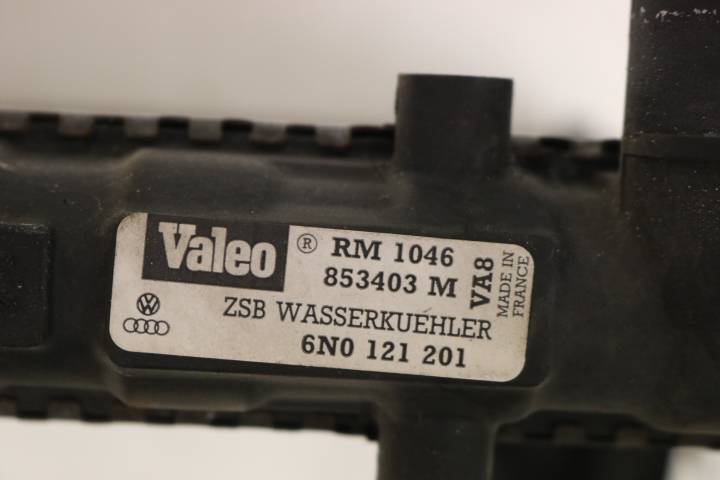 Valeo ® RM 1046
853403 M
VA8
MADE IN
FRANCE
ZSB WASSERKUEHLER
6N0 121 201